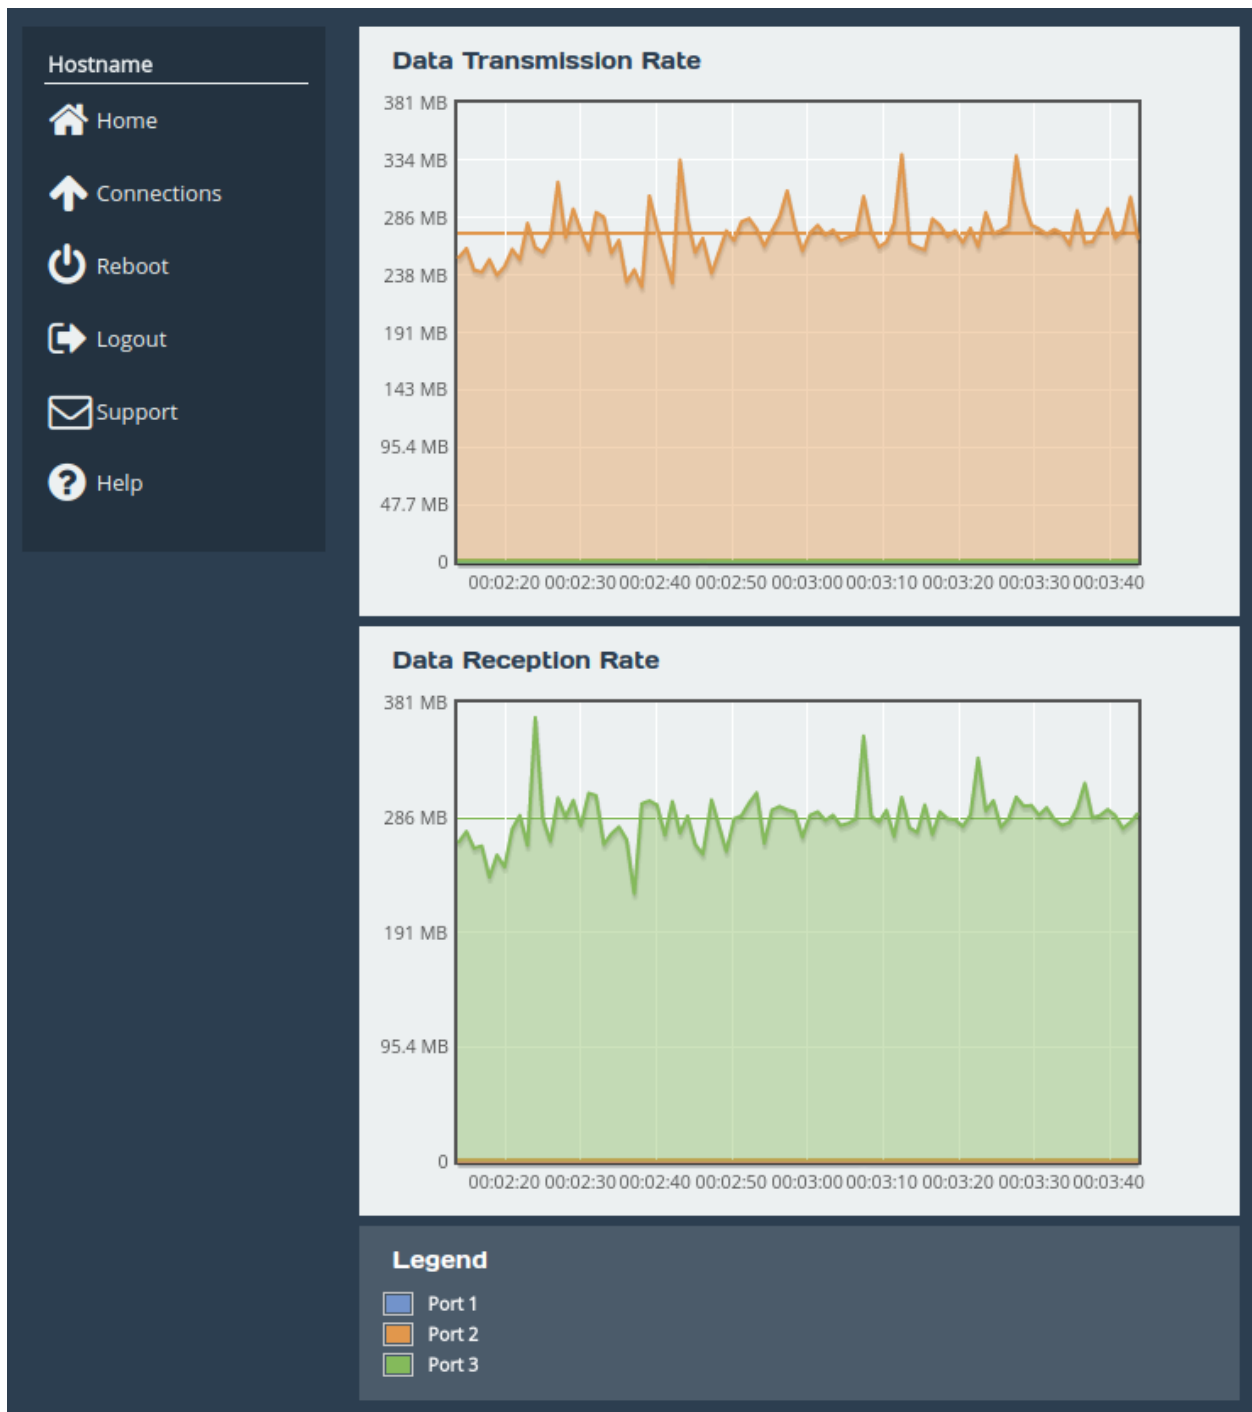 Hostname
Home
Connections
Reboot
Logout
Support
Help
Data Transmission Rate
381 MB
334 MB
286 MB
238 MB
191 MB
143 MB
95.4 MB
47.7 MB
0
00:02:20 00:02:30 00:02:40 00:02:50 00:03:00 00:03:10 00:03:20 00:03:30 00:03:40
Data Reception Rate
381 MB
286 MB
191 MB
95.4 MB
0
00:02:20 00:02:30 00:02:40 00:02:50 00:03:00 00:03:10 00:03:20 00:03:30 00:03:40
Legend
Port 1
Port 2
Port 3